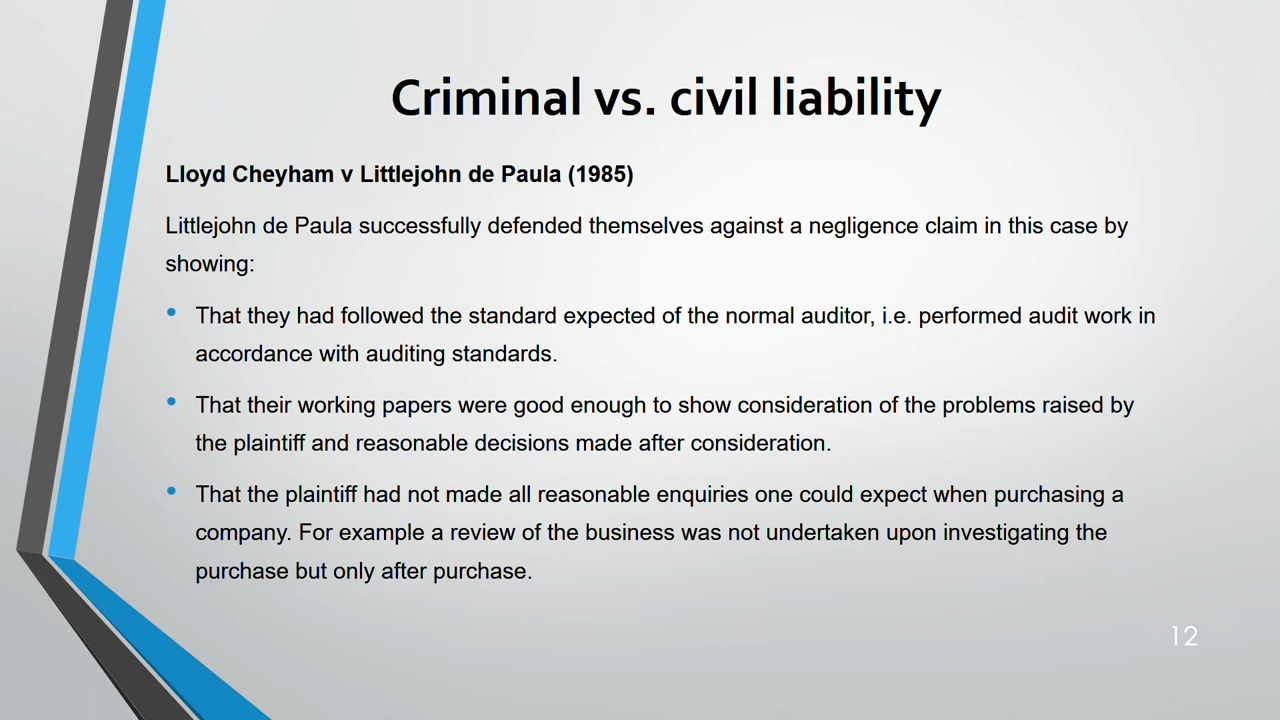 Criminal vs. civil liability
Lloyd Cheyham v Littlejohn de Paula (1985)
Littlejohn de Paula successfully defended themselves against a negligence claim in this case by
showing:
• That they had followed the standard expected of the normal auditor, i.e. performed audit work in
accordance with auditing standards.
• That their working papers were good enough to show consideration of the problems raised by
the plaintiff and reasonable decisions made after consideration.
• That the plaintiff had not made all reasonable enquiries one could expect when purchasing a
company. For example a review of the business was not undertaken upon investigating the
purchase but only after purchase.
12